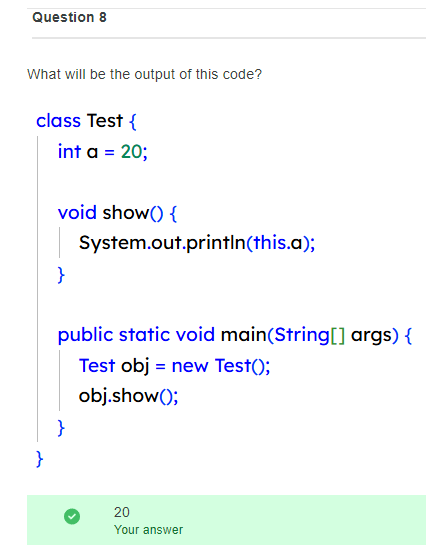 Question 8
What will be the output of this code?
class Test {
int a = 20;
void show() {
System.out.println(this.a);
}
public static void main(String[] args) {
Test obj = new Test();
obj.show();
}
}
20
Your answer